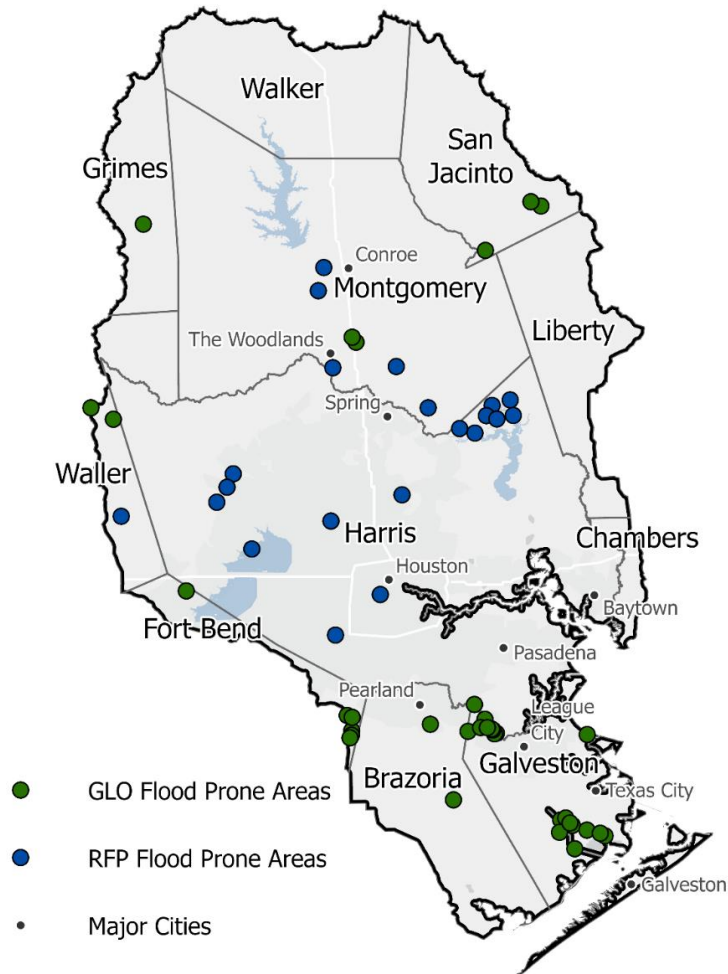 Walker
San
Jacinto
Grimes
Conroe
Montgomery
Liberty
The Woodlands
Spring
Waller
Harris
Chambers
Houston
Baytown
Fort Bend
Pasadena
Pearland
League
City
Galveston
Brazoria
Texas City
GLO Flood Prone Areas
RFP Flood Prone Areas
Galveston
Major Cities